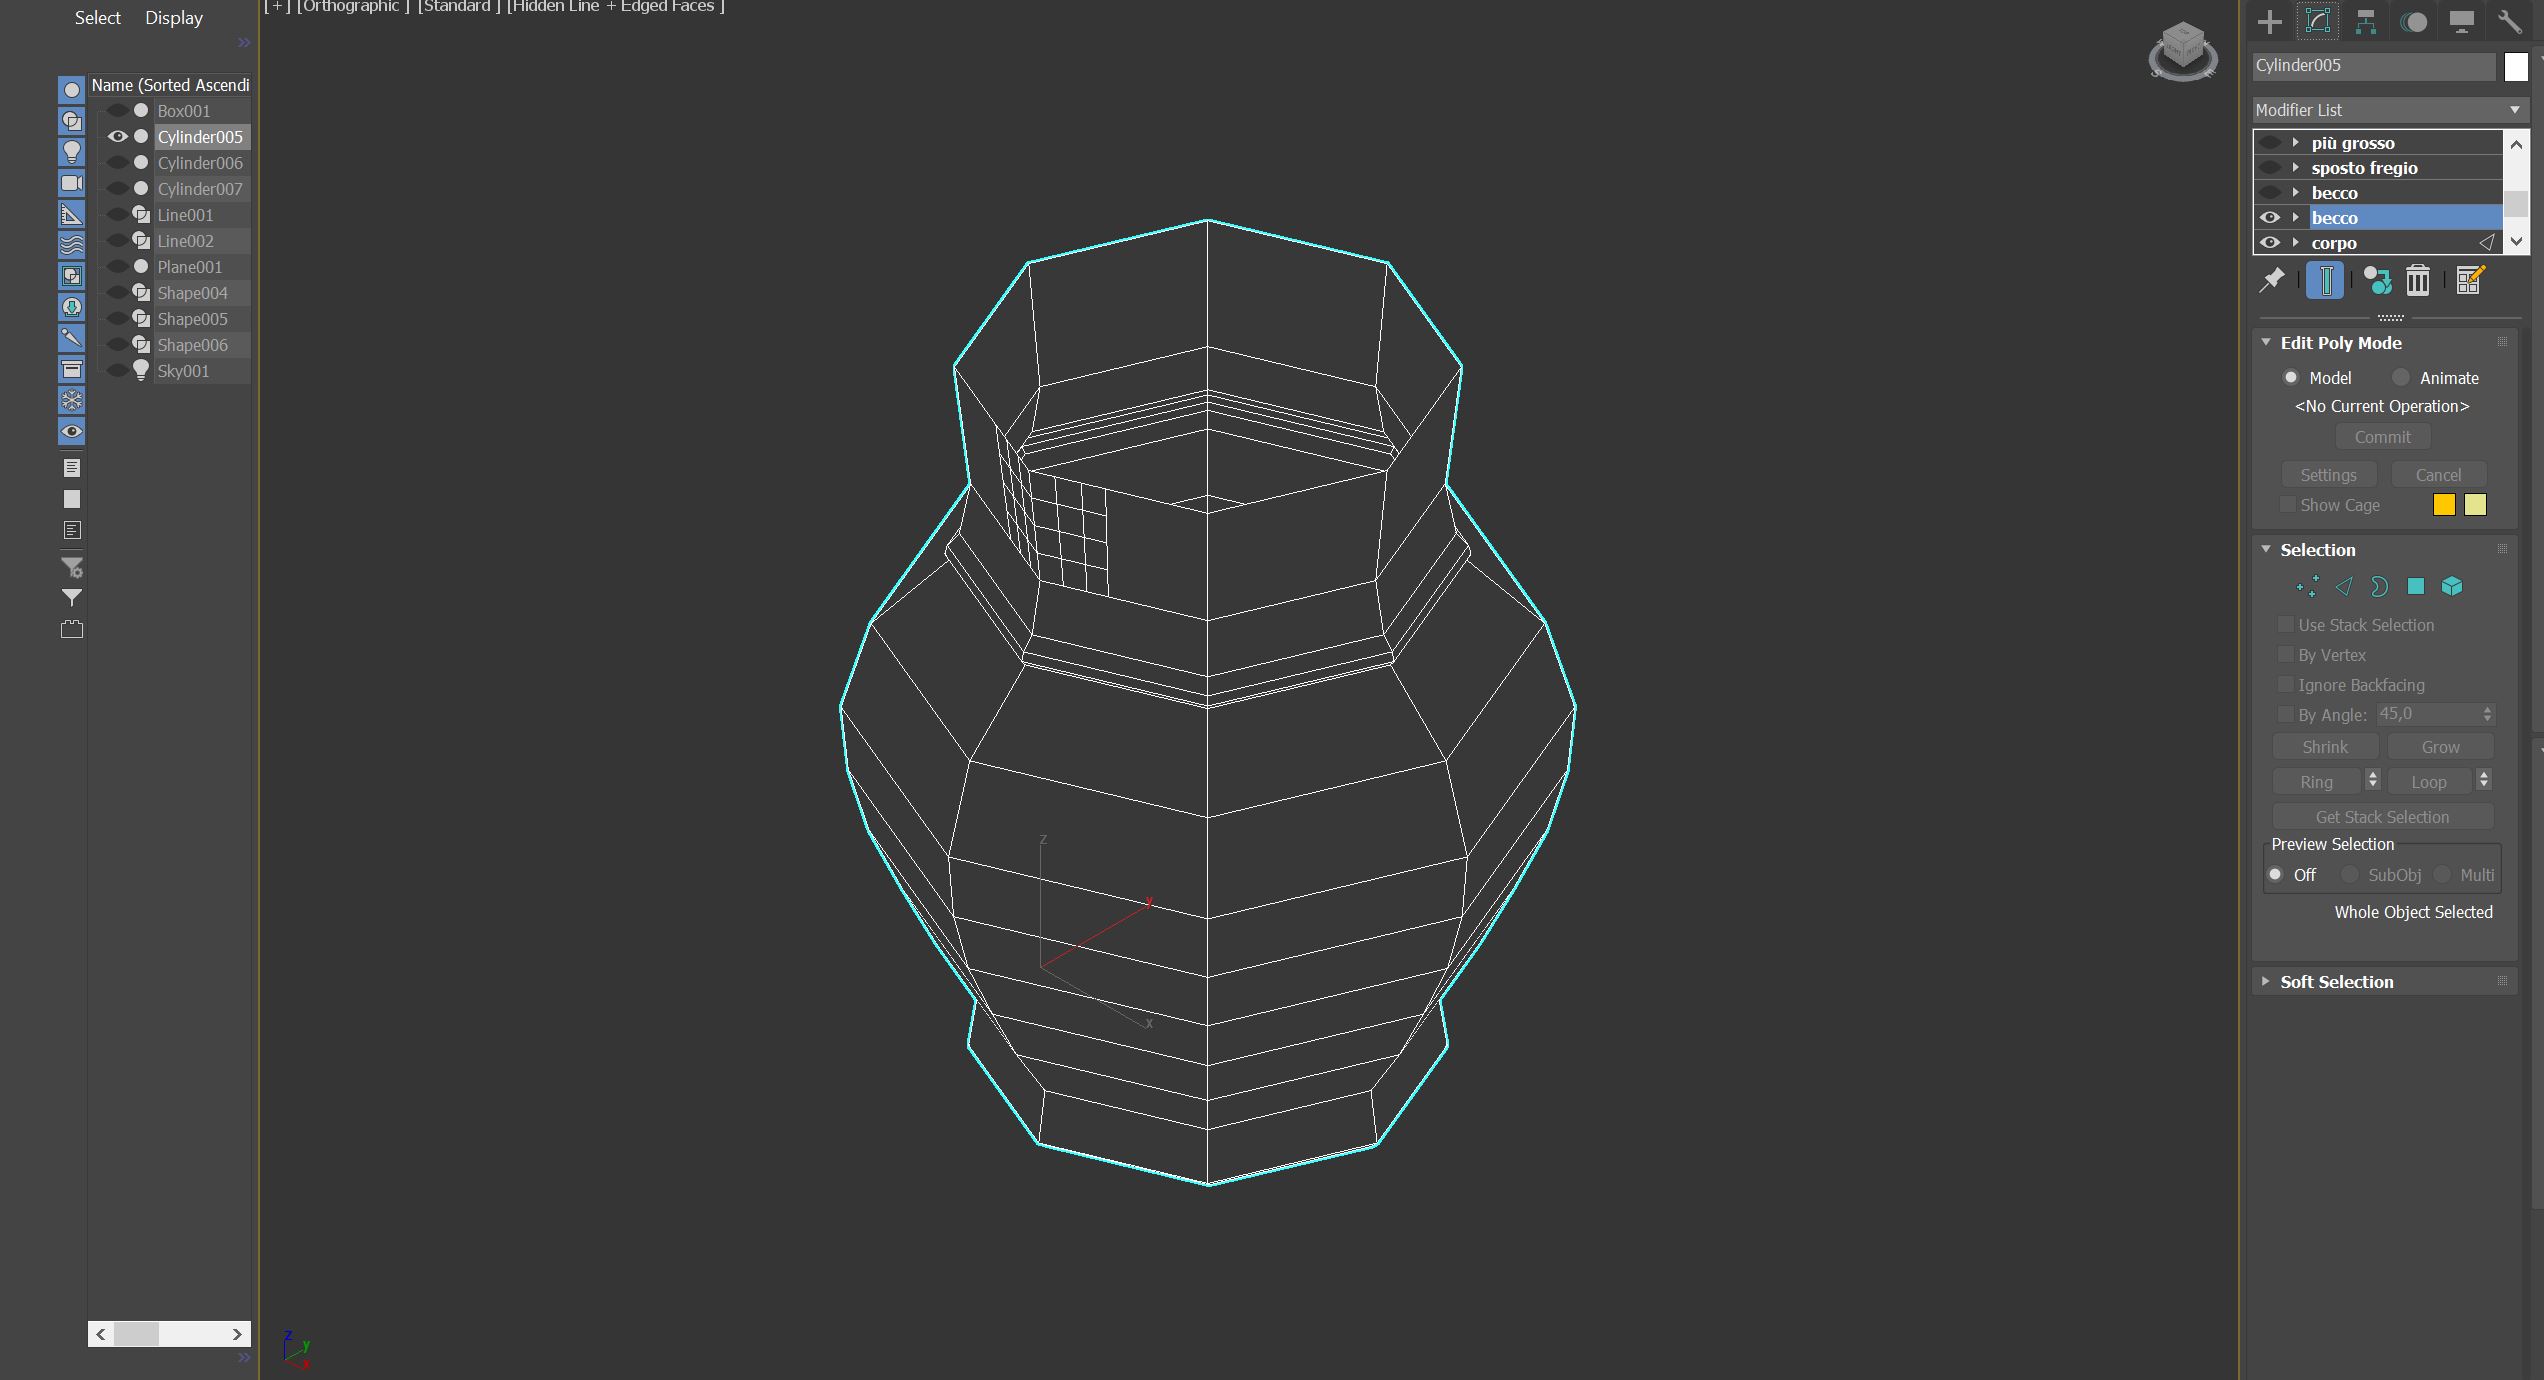 Select Display
[+] [Orthographic ] [Standard ] [Hidden Line + Edged Faces ]
Name (Sorted Ascendi
Box001
Cylinder005
Cylinder006
Cylinder007
Line001
Line002
Plane001
Shape004
Shape005
Shape006
Sky001
z
y
x
z
y
x
Cylinder005
Modifier List
più grosso
sposto fregio
becco
becco
corpo
Edit Poly Mode
Model Animate
<No Current Operation>
Commit
Settings Cancel
Show Cage
Selection
Use Stack Selection
By Vertex
Ignore Backfacing
By Angle: 45,0
Shrink Grow
Ring Loop
Get Stack Selection
Preview Selection
Off SubObj Multi
Whole Object Selected
Soft Selection